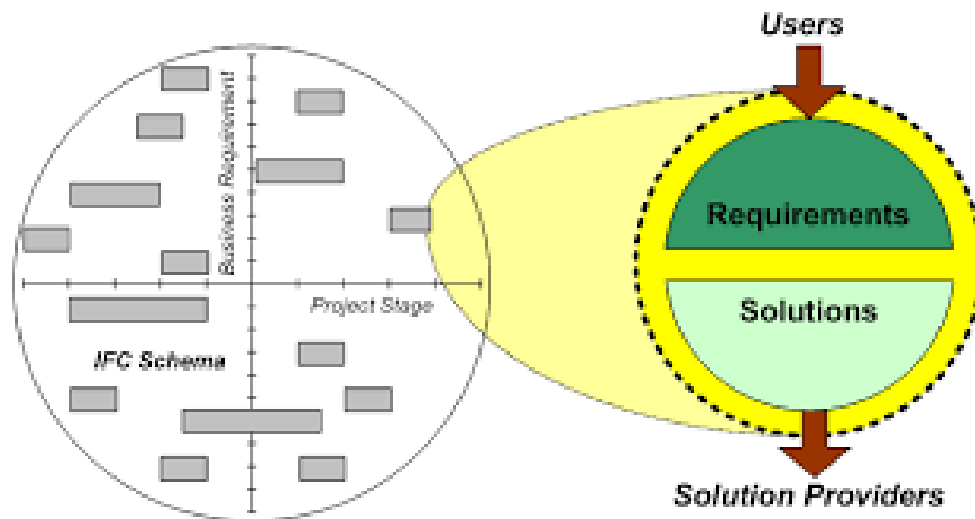 Users
Business Requirement
Requirements
Project Stage
Solutions
IFC Schema
Solution Providers